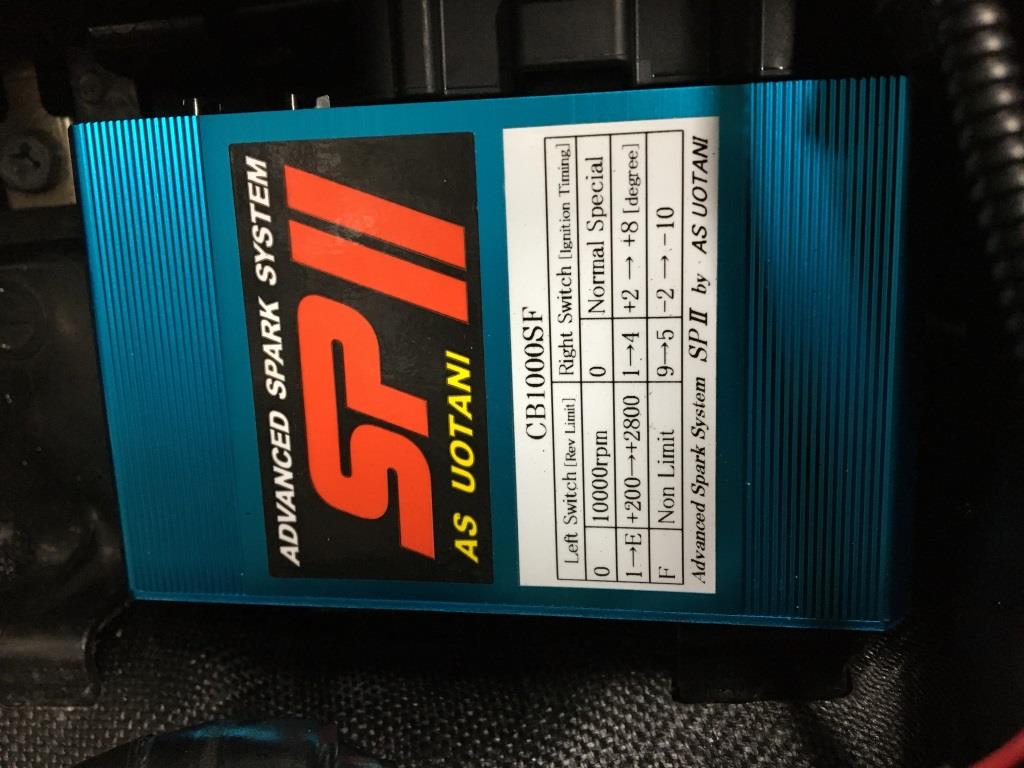 ADVANCED SPARK SYSTEM
SPII
AS UOTANI
CB1000SF
Left Switch [Rev Limit] Right Switch [Ignition Timing]
0 10000rpm 0 Normal Special
1→E +200→+2800 1→4 +2 → +8 [degree]
F Non Limit 9→5 -2 → -10
Advanced Spark System SP II by AS UOTANI